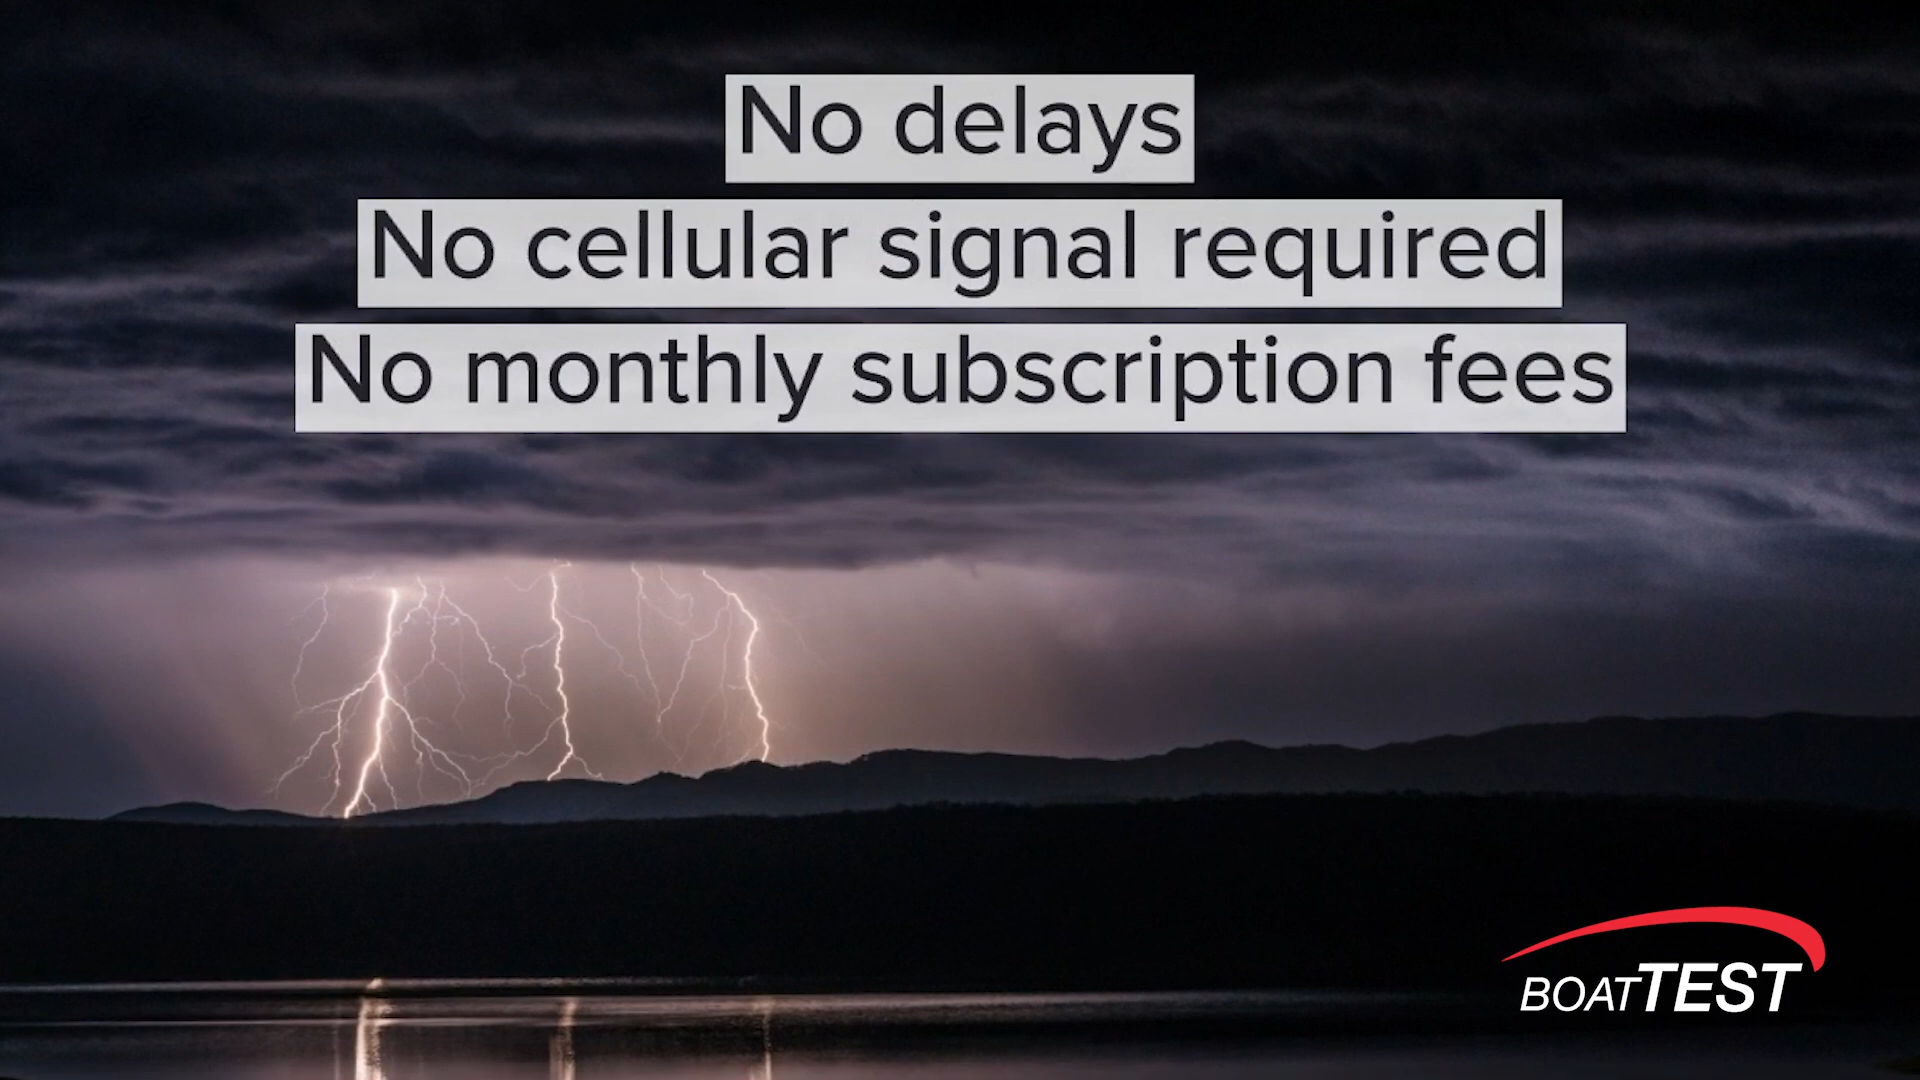 No delays
No cellular signal required
No monthly subscription fees
BOATTEST